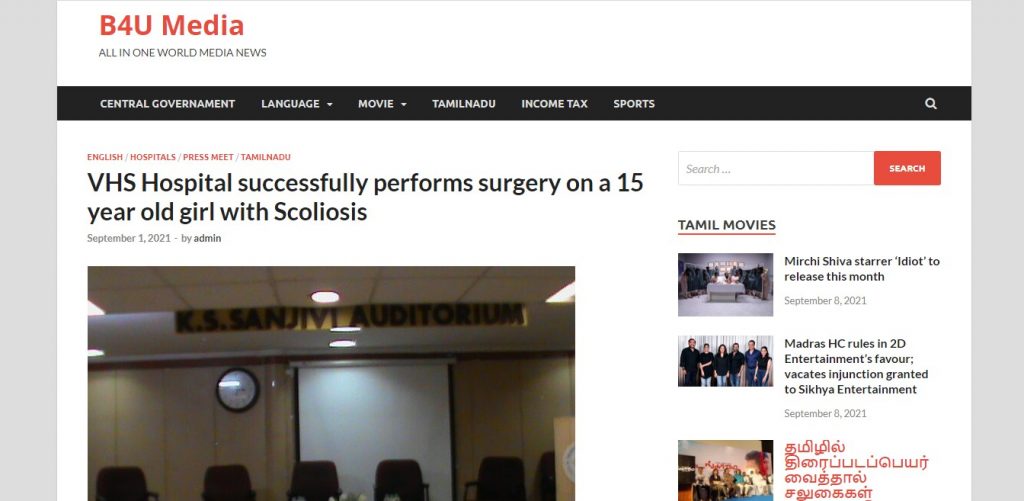 B4U Media
ALL IN ONE WORLD MEDIA NEWS
CENTRAL GOVERNAMENT LANGUAGE MOVIE TAMILNADU INCOME TAX SPORTS
ENGLISH / HOSPITALS / PRESS MEET / TAMILNADU
VHS Hospital successfully performs surgery on a 15
year old girl with Scoliosis
September 1, 2021 - by admin
K.S.SANJIVI AUDITORIUM
Search ... SEARCH
TAMIL MOVIES
Mirchi Shiva starrer ‘Idiot’ to
release this month
September 8, 2021
Madras HC rules in 2D
Entertainment’s favour;
vacates injunction granted
to Sikhya Entertainment
September 8, 2021
தமிழில்
திரைப்படப்பெயர்
வைத்தால்
சலுகைகள்